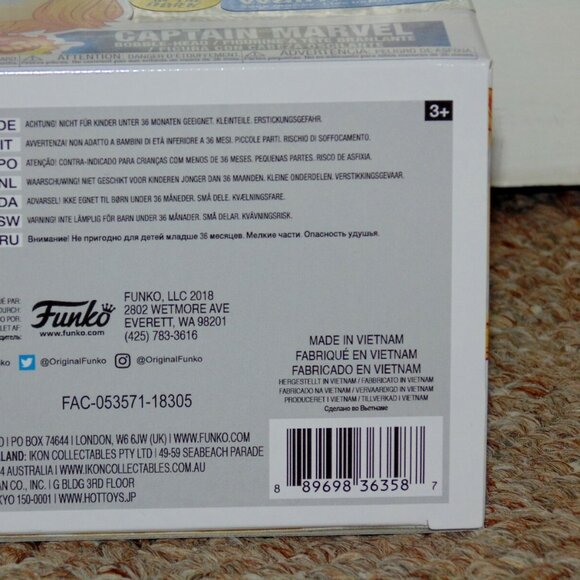 CAPTAIN MARVEL
DE ACHTUNG! NICHT FÜR KINDER UNTER 36 MONATEN GEEIGNET. KLEINTEILE. ERSTICKUNGSGEFAHR.
3+
IT AVVERTENZA! NON ADATTO A BAMBINI DI ETÀ INFERIORE A 36 MESI. PICCOLE PARTI. RISCHIO DI SOFFOCAMENTO.
PO ATENÇÃO! CONTRA-INDICADO PARA CRIANÇAS COM MENOS DE 36 MESES. PEQUENAS PARTES. RISCO DE ASFIXIA.
NL WAARSCHUWING! NIET GESCHIKT VOOR KINDEREN JONGER DAN 36 MAANDEN. KLEINE ONDERDELEN. VERSTIKKINGSGEVAAR.
DA ADVARSEL! IKKE EGNET TIL BØRN UNDER 36 MÅNEDER. SMÅ DELE. KVÆLNINGSFARE.
SW VARNING! INTE LÄMPLIG FÖR BARN UNDER 36 MÅNADER. SMÅ DELAR. KVÄVNINGSRISK.
RU Внимание! Не пригодно для детей младше 36 месяцев. Мелкие части. Опасность удушья.
Funko
FUNKO, LLC 2018
2802 WETMORE AVE
EVERETT, WA 98201
(425) 783-3616
@OriginalFunko @OriginalFunko
FAC-053571-18305
MADE IN VIETNAM
FABRIQUÉ EN VIETNAM
FABRICADO EN VIETNAM
HERGESTELLT IN VIETNAM / FABBRICATO IN VIETNAM
FABRICADO NA VIETNAM / VERVAARDIGD IN VIETNAM
PRODUCERET I VIETNAM / TILLVERKAD I VIETNAM
Сделано во Вьетнаме
| PO BOX 74644 | LONDON, W6 6JW (UK) | WWW.FUNKO.COM
LAND: IKON COLLECTABLES PTY LTD | 49-59 SEABEACH PARADE
4 AUSTRALIA | WWW.IKONCOLLECTABLES.COM.AU
AN CO., INC. | G BLDG 3RD FLOOR
KYO 150-0001 | WWW.HOTTOYS.JP
8 89698 36358 7